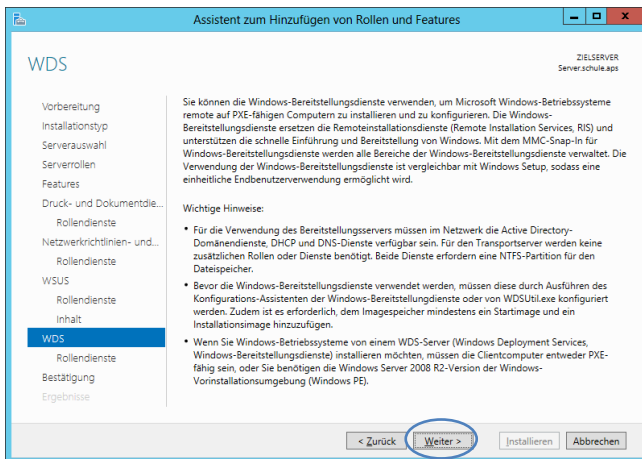 Assistent zum Hinzufügen von Rollen und Features
WDS
ZIELSERVER
Server.schule.aps
Vorbereitung
Installationstyp
Serverauswahl
Serverrollen
Features
Druck- und Dokumentdie...
Rollendienste
Netzwerkrichtlinien- und...
Rollendienste
WSUS
Rollendienste
Inhalt
WDS
Rollendienste
Bestätigung
Ergebnisse
Sie können die Windows-Bereitstellungsdienste verwenden, um Microsoft Windows-Betriebssysteme
remote auf PXE-fähigen Computern zu installieren und zu konfigurieren. Die Windows-
Bereitstellungsdienste ersetzen die Remoteinstallationsdienste (Remote Installation Services, RIS) und
unterstützen die schnelle Einführung und Bereitstellung von Windows. Mit dem MMC-Snap-In für
Windows-Bereitstellungsdienste werden alle Bereiche der Windows-Bereitstellungsdienste verwaltet. Die
Verwendung der Windows-Bereitstellungsdienste ist vergleichbar mit Windows Setup, sodass eine
einheitliche Endbenutzerverwendung ermöglicht wird.
Wichtige Hinweise:
• Für die Verwendung des Bereitstellungsservers müssen im Netzwerk die Active Directory-
Domänendienste, DHCP und DNS-Dienste verfügbar sein. Für den Transportserver werden keine
zusätzlichen Rollen oder Dienste benötigt. Beide Dienste erfordern eine NTFS-Partition für den
Dateispeicher.
• Bevor die Windows-Bereitstellungsdienste verwendet werden, müssen diese durch Ausführen des
Konfigurations-Assistenten der Windows-Bereitstellungdienste oder von WDSUtil.exe konfiguriert
werden. Zudem ist es erforderlich, dem Imagespeicher mindestens ein Startimage und ein
Installationsimage hinzuzufügen.
• Wenn Sie Windows-Betriebssysteme von einem WDS-Server (Windows Deployment Services,
Windows-Bereitstellungsdienste) installieren möchten, müssen die Clientcomputer entweder PXE-
fähig sein, oder Sie benötigen die Windows Server 2008 R2-Version der Windows-
Vorinstallationsumgebung (Windows PE).
< Zurück Weiter > Installieren Abbrechen